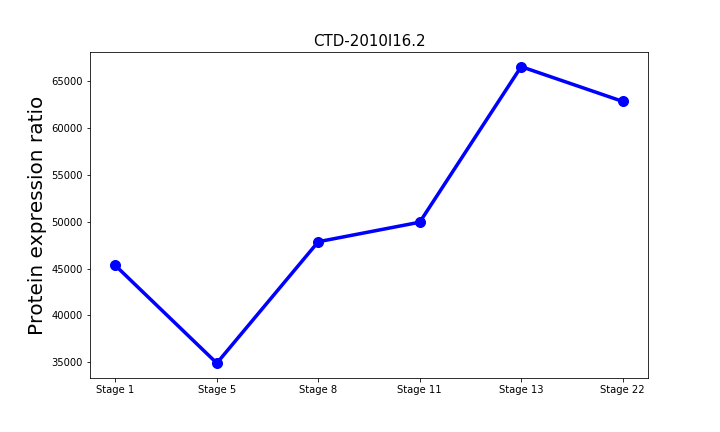 CTD-2010I16.2
Protein expression ratio
65000
60000
55000
50000
45000
40000
35000
Stage 1 Stage 5 Stage 8 Stage 11 Stage 13 Stage 22